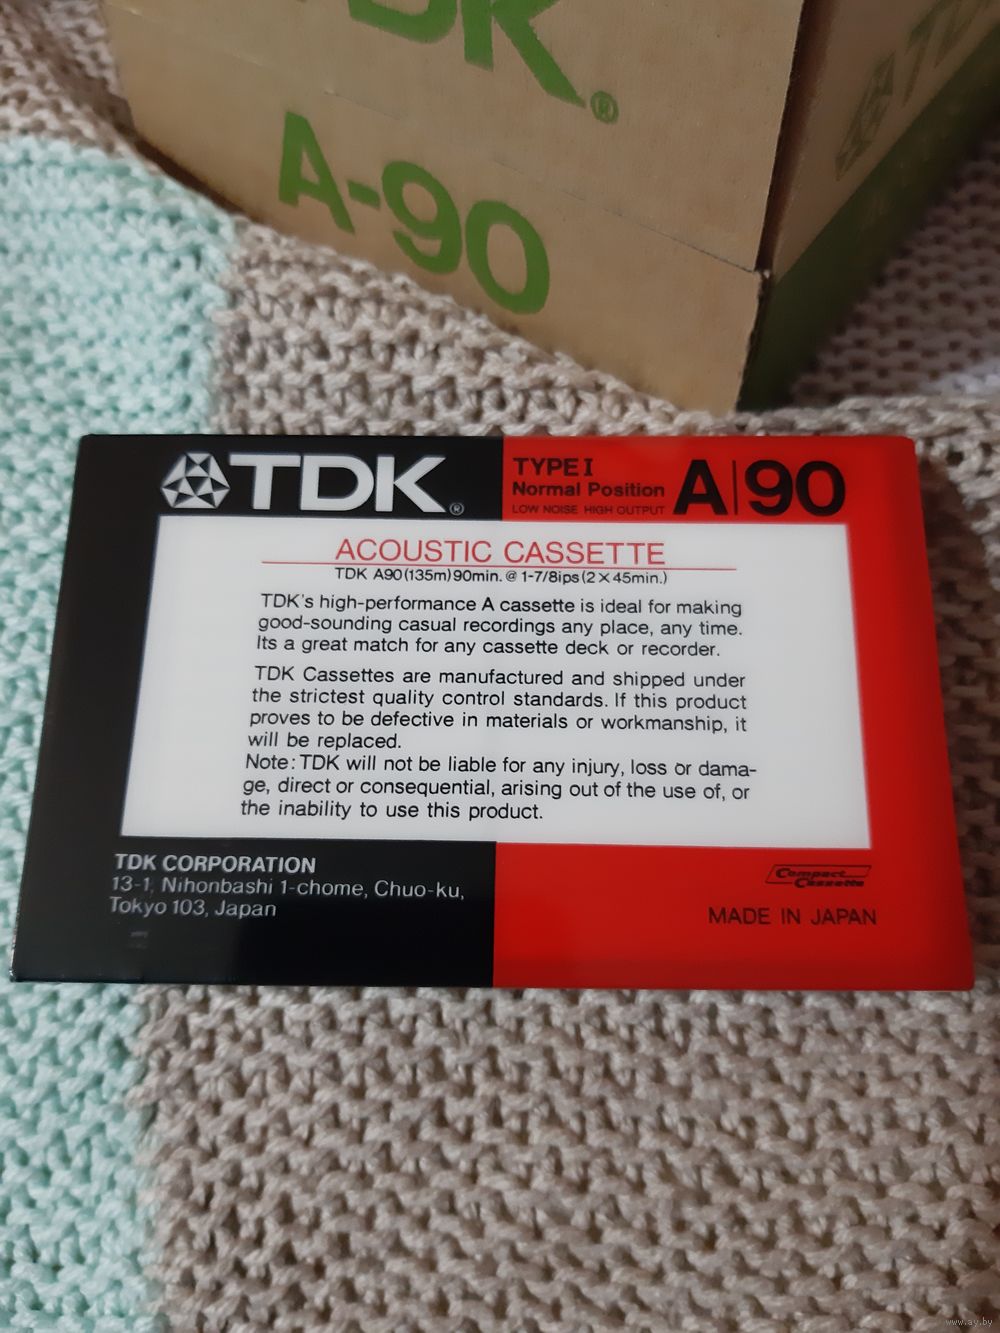 TDK®
TDK
A-90
TDK®
TYPE I
Normal Position
LOW NOISE HIGH OUTPUT
A|90
ACOUSTIC CASSETTE
TDK A90(135m)90min.@1-7/8ips(2×45min.)
TDK's high-performance A cassette is ideal for making
good-sounding casual recordings any place, any time.
Its a great match for any cassette deck or recorder.
TDK Cassettes are manufactured and shipped under
the strictest quality control standards. If this product
proves to be defective in materials or workmanship, it
will be replaced.
Note: TDK will not be liable for any injury, loss or dama-
ge, direct or consequential, arising out of the use of, or
the inability to use this product.
TDK CORPORATION
13-1, Nihonbashi 1-chome, Chuo-ku,
Tokyo 103, Japan
Compact
Cassette
MADE IN JAPAN
www.ay.by